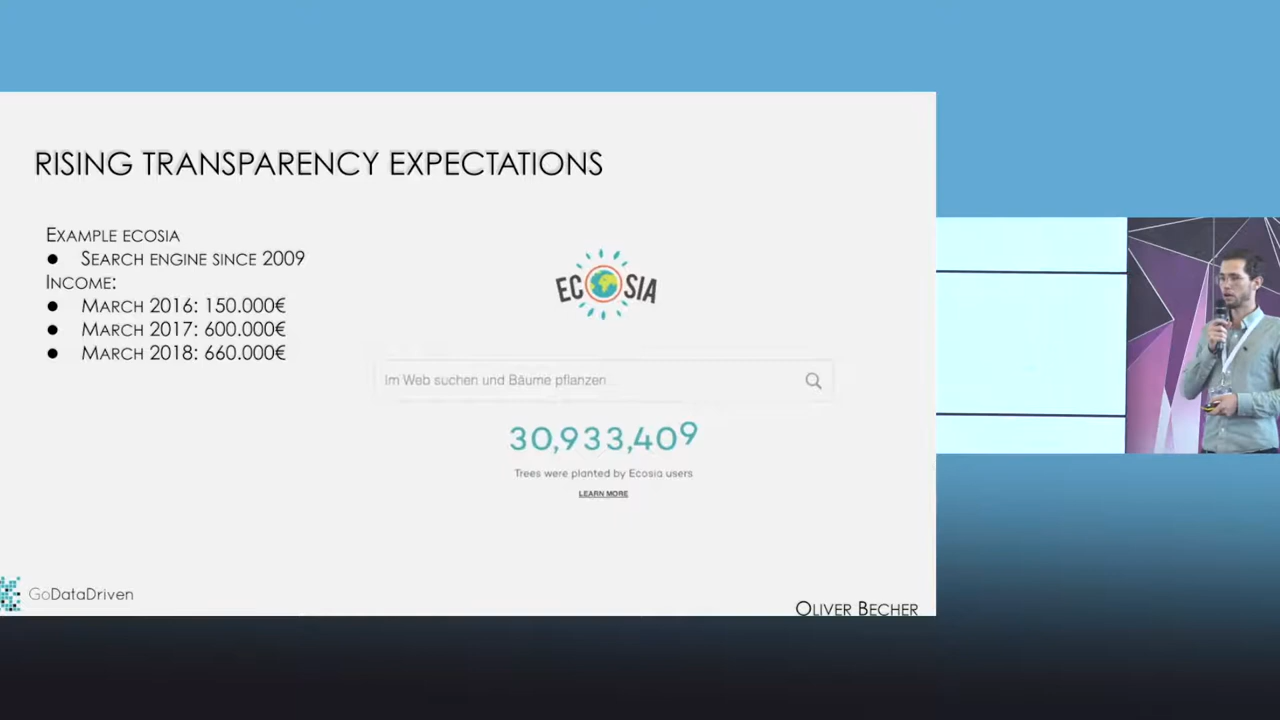 RISING TRANSPARENCY EXPECTATIONS
EXAMPLE ECOSIA
● SEARCH ENGINE SINCE 2009
INCOME:
● MARCH 2016: 150.000€
● MARCH 2017: 600.000€
● MARCH 2018: 660.000€
ECOSIA
Im Web suchen und Bäume pflanzen...
30,933,409
Trees were planted by Ecosia users
LEARN MORE
GoDataDriven
OLIVER BECHER